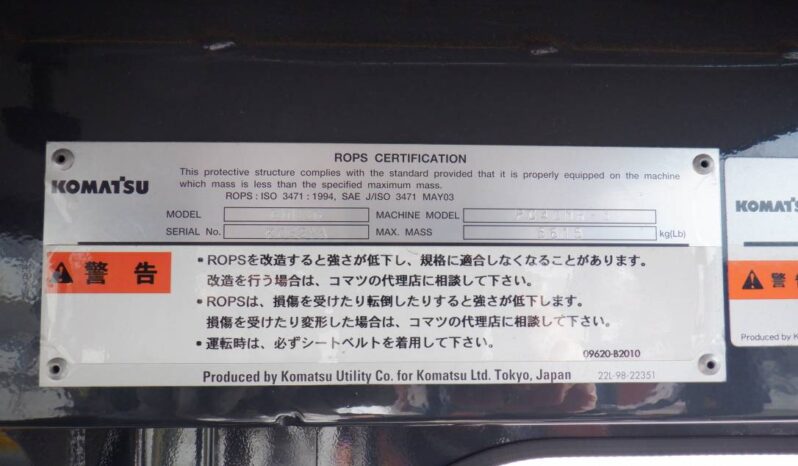 ROPS CERTIFICATION
This protective structure complies with the standard provided that it is properly equipped on the machine
which mass is less than the specified maximum mass.
ROPS : ISO 3471 : 1994, SAE J/ISO 3471 MAY03
KOMATSU
MODEL MACHINE MODEL
SERIAL No. MAX. MASS kg(Lb)
警告
• ROPSを改造すると強さが低下し、規格に適合しなくなることがあります。
改造を行う場合は、コマツの代理店に相談して下さい。
• ROPSは、損傷を受けたり転倒したりすると強さが低下します。
損傷を受けたり変形した場合は、コマツの代理店に相談して下さい。
• 運転時は、必ずシートベルトを着用して下さい。
09620-B2010
Produced by Komatsu Utility Co. for Komatsu Ltd. Tokyo, Japan 22L-98-22351
KOMAT
警
Produced by K